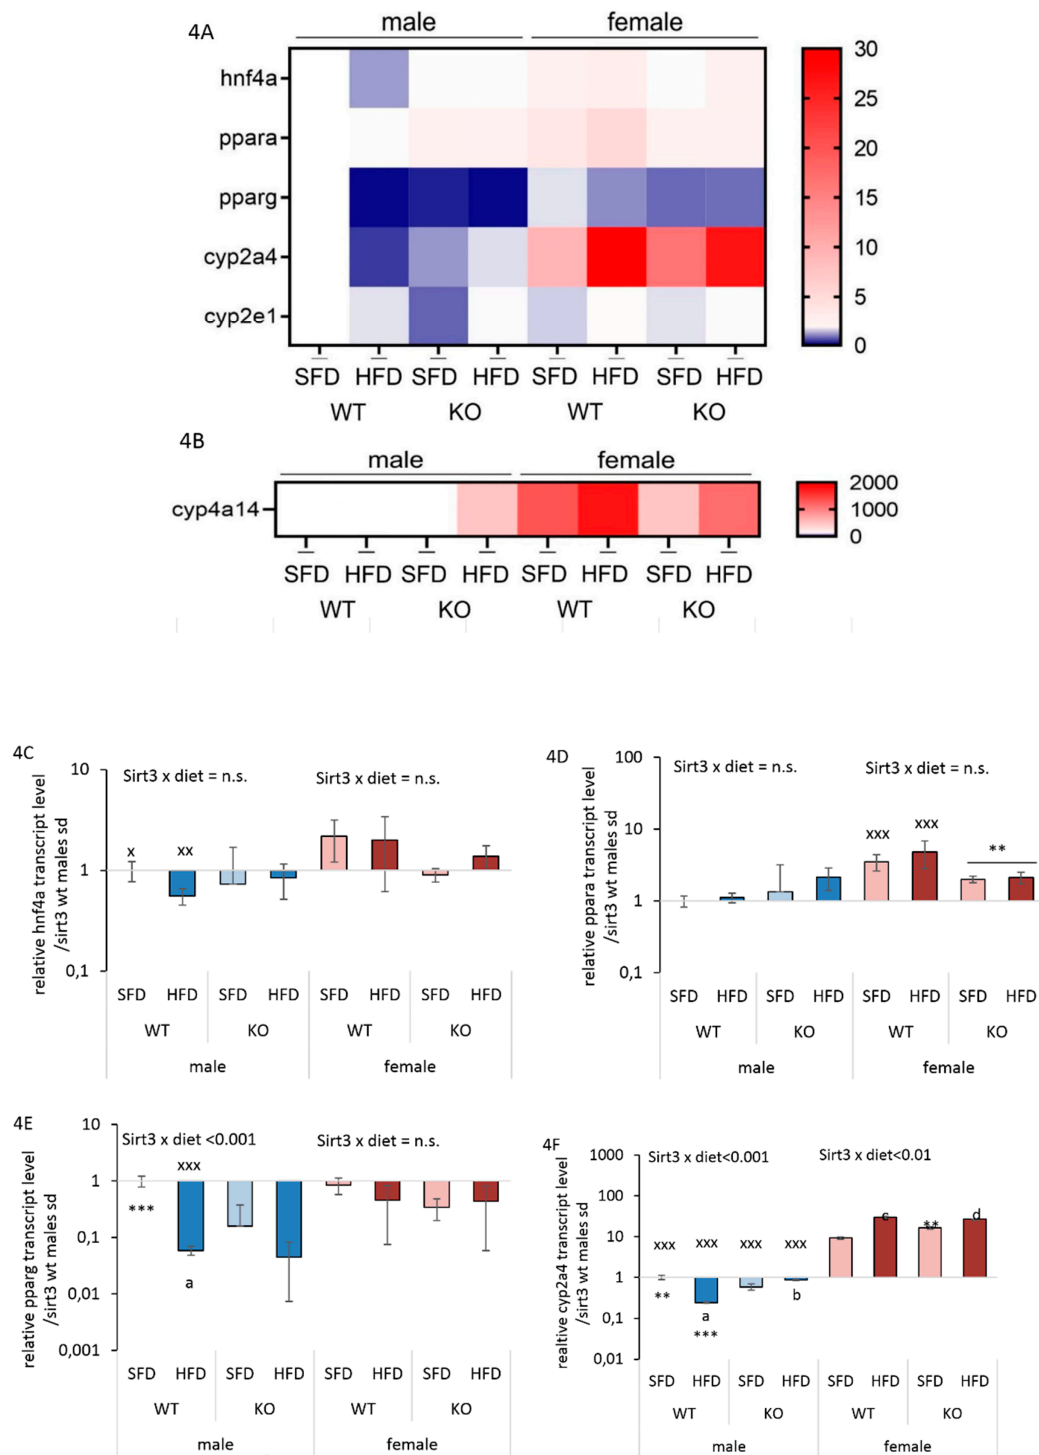 4A
male female
hnf4a
ppara
pparg
cyp2a4
cyp2e1
30
25
20
15
10
5
0
SFD HFD SFD HFD SFD HFD SFD HFD
WT KO WT KO
4B
male female
cyp4a14
2000
1000
0
SFD HFD SFD HFD SFD HFD SFD HFD
WT KO WT KO
4C
relative hnf4a transcript level
/sirt3 wt males sd
10
1
0,1
Sirt3 x diet = n.s. Sirt3 x diet = n.s.
x xx
SFD HFD SFD HFD SFD HFD SFD HFD
WT KO WT KO
male female
4D
relative ppara transcript level
/sirt3 wt males sd
100
10
1
0,1
Sirt3 x diet = n.s. Sirt3 x diet = n.s.
xxx xxx **
SFD HFD SFD HFD SFD HFD SFD HFD
WT KO WT KO
male female
4E
relative pparg transcript level
/sirt3 wt males sd
10
1
0,1
0,01
0,001
Sirt3 x diet <0.001 Sirt3 x diet = n.s.
xxx
***
a
SFD HFD SFD HFD SFD HFD SFD HFD
WT KO WT KO
male female
4F
realtive cyp2a4 transcript level
/sirt3 wt males sd
1000
100
10
1
0,1
0,01
Sirt3 x diet<0.001 Sirt3 x diet<0.01
xxx xxx xxx xxx
c ** d
** a b
***
SFD HFD SFD HFD SFD HFD SFD HFD
WT KO WT KO
male female